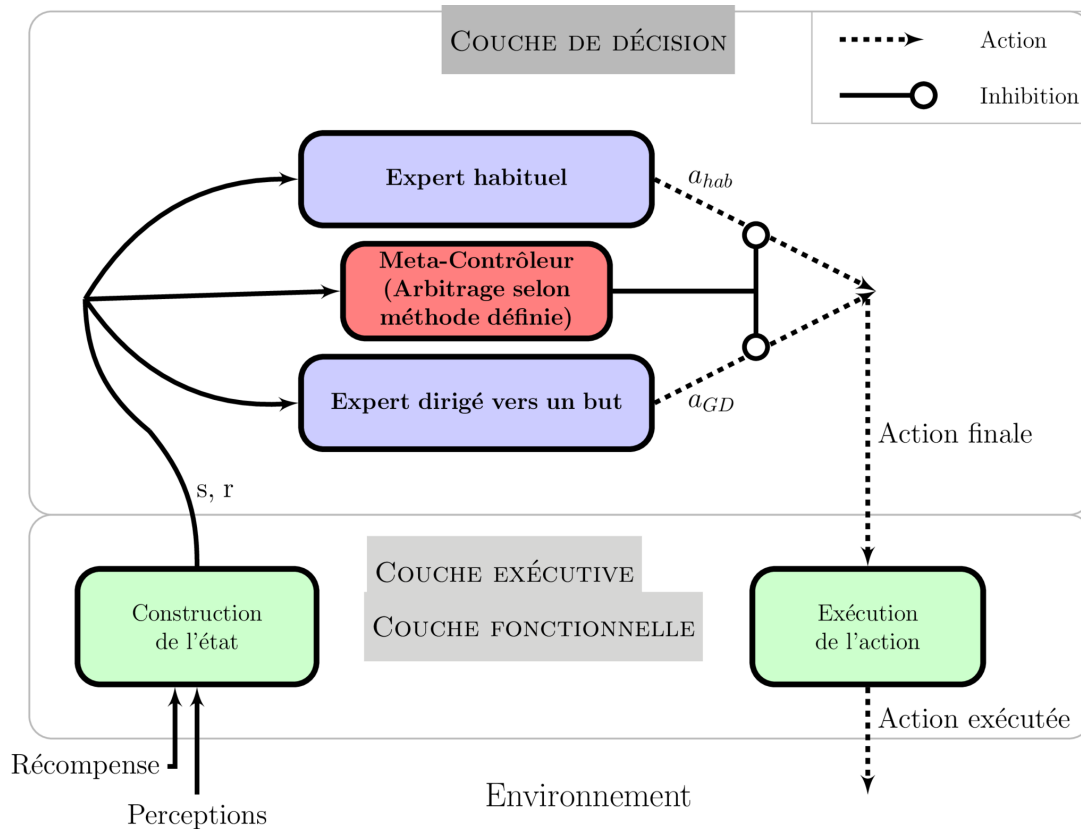 COUCHE DE DÉCISION
Action
Inhibition
Expert habituel
a_hab
Meta-Contrôleur
(Arbitrage selon
méthode définie)
Expert dirigé vers un but
a_GD
Action finale
s, r
COUCHE EXÉCUTIVE
COUCHE FONCTIONNELLE
Construction
de l'état
Exécution
de l'action
Action exécutée
Récompense
Perceptions
Environnement